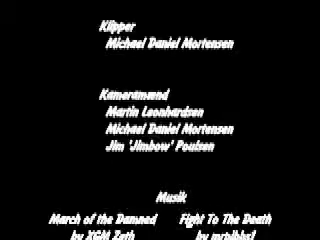 Klipper
Michael Daniel Mortensen
Kameramænd
Martin Leonhardsen
Michael Daniel Mortensen
Jim 'Jimbow' Poulsen
Musik
March of the Damned Fight To The Death
by XGM Zeth by